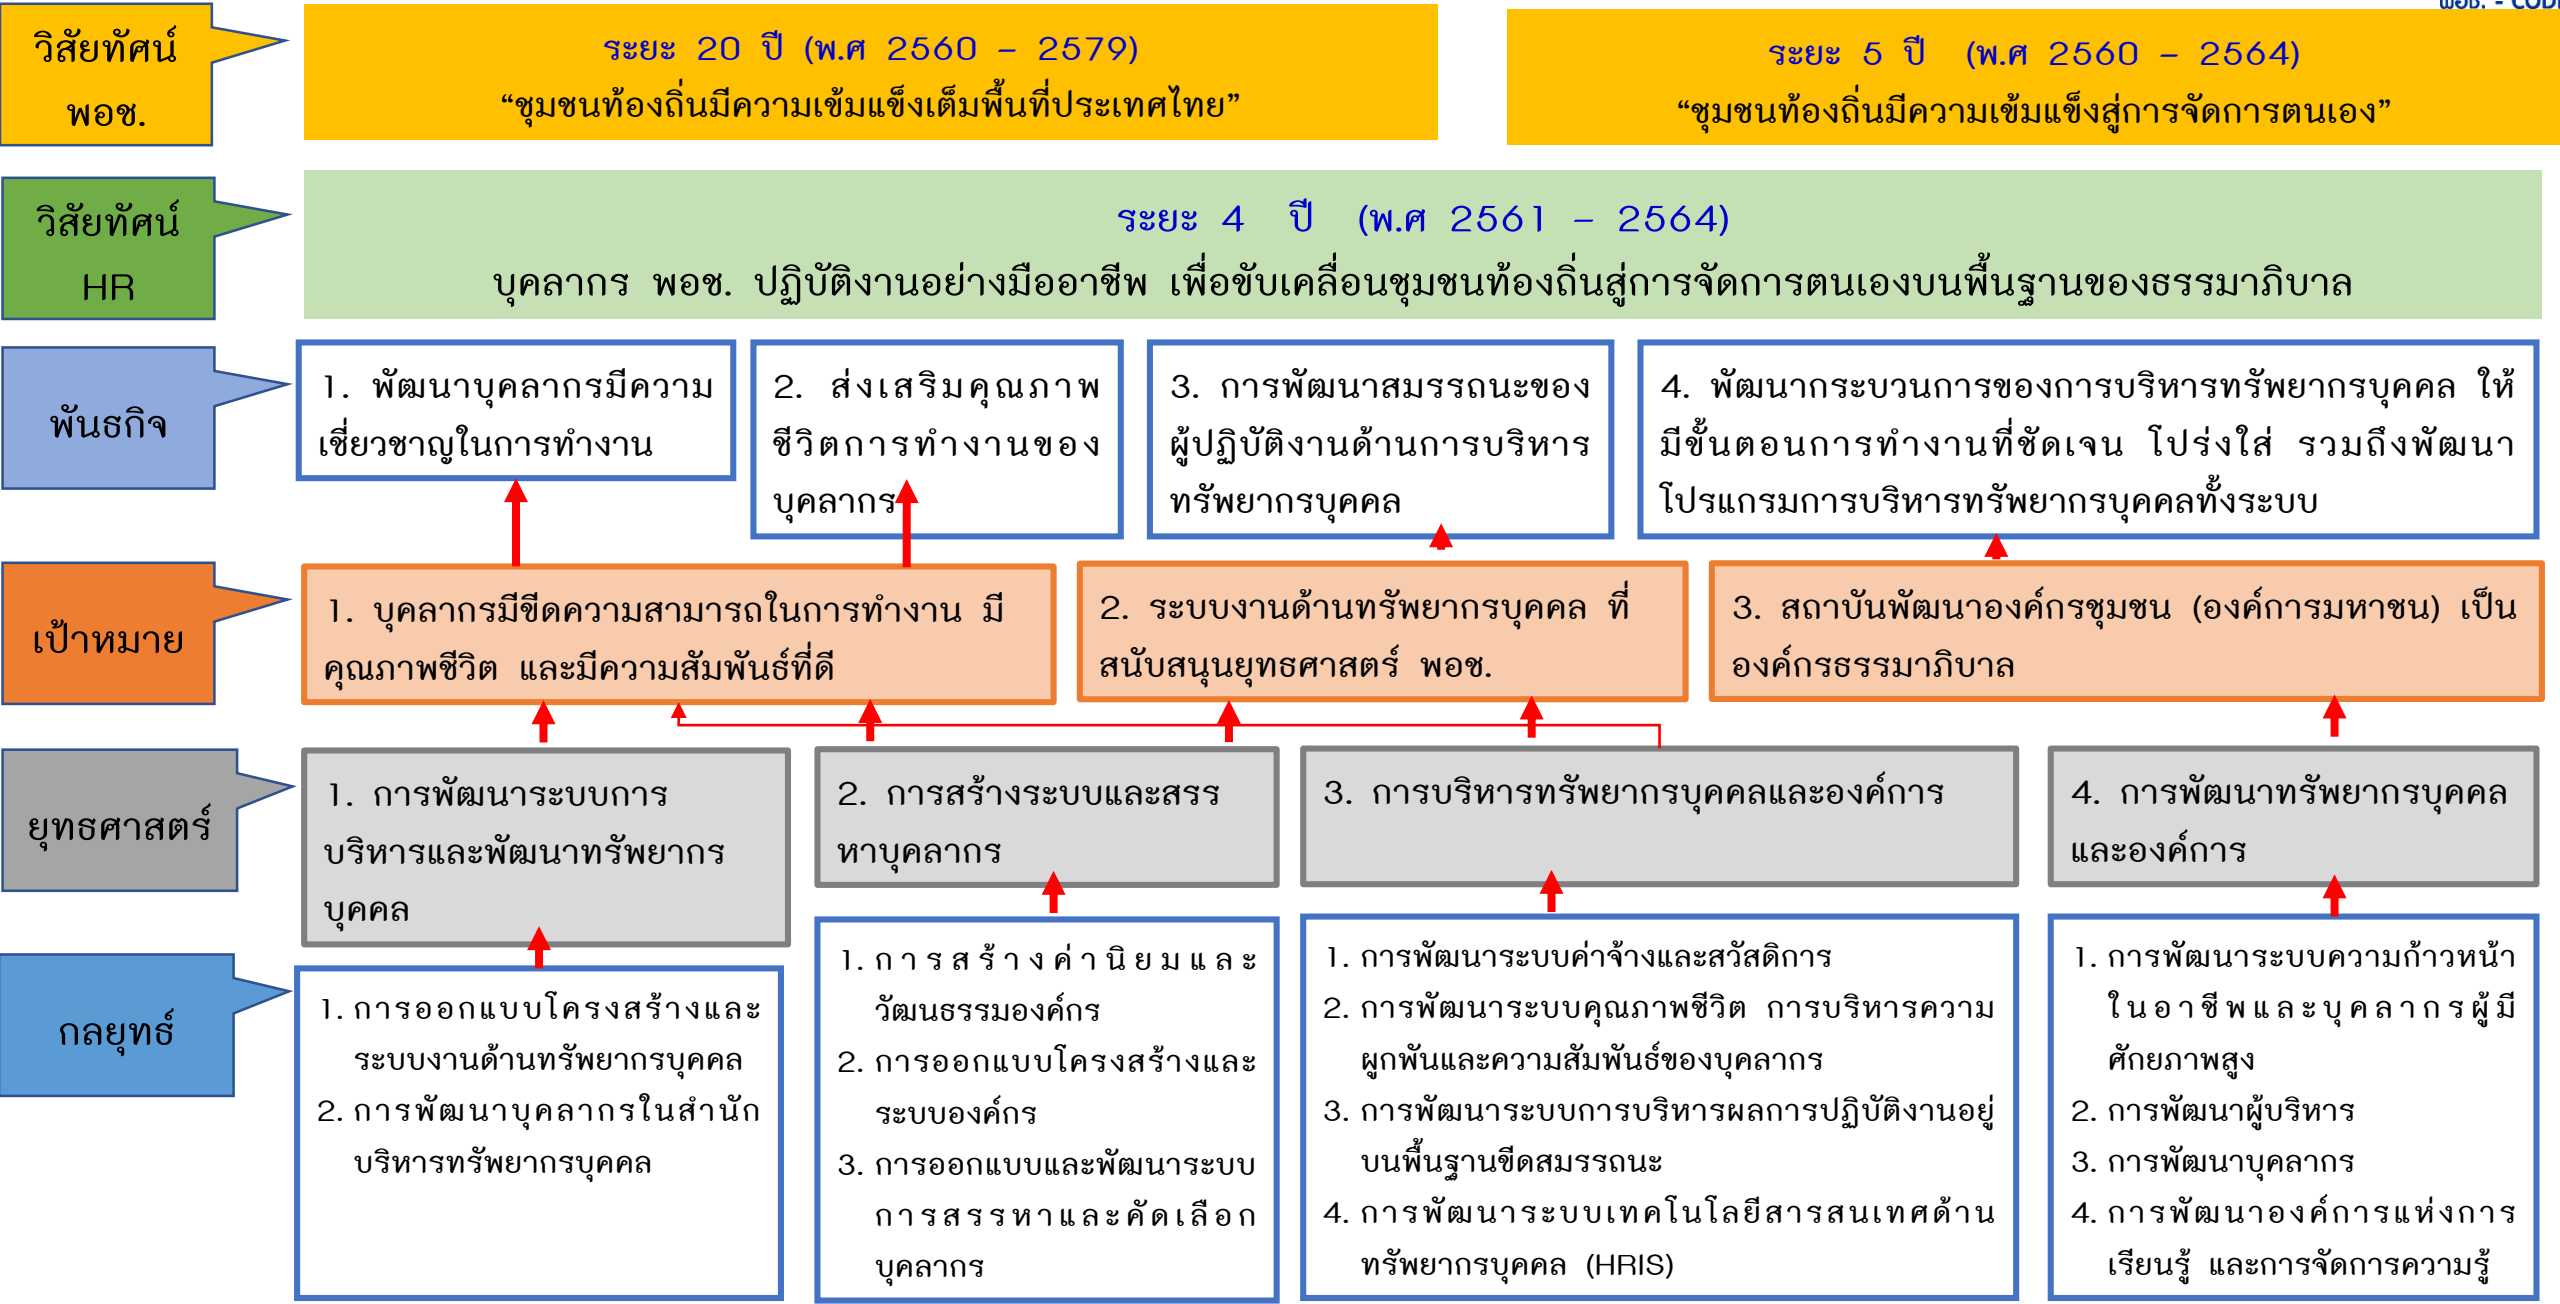 พอช. - CODI
วิสัยทัศน์
พอช.
ระยะ 20 ปี (พ.ศ 2560 – 2579)
“ชุมชนท้องถิ่นมีความเข้มแข็งเต็มพื้นที่ประเทศไทย”
ระยะ 5 ปี (พ.ศ 2560 – 2564)
“ชุมชนท้องถิ่นมีความเข้มแข็งสู่การจัดการตนเอง”
วิสัยทัศน์
HR
ระยะ 4 ปี (พ.ศ 2561 – 2564)
บุคลากร พอช. ปฏิบัติงานอย่างมืออาชีพ เพื่อขับเคลื่อนชุมชนท้องถิ่นสู่การจัดการตนเองบนพื้นฐานของธรรมาภิบาล
พันธกิจ
1. พัฒนาบุคลากรมีความ
เชี่ยวชาญในการทำงาน
2. ส่งเสริมคุณภาพ
ชีวิตการทำงานของ
บุคลากร
3. การพัฒนาสมรรถนะของ
ผู้ปฏิบัติงานด้านการบริหาร
ทรัพยากรบุคคล
4. พัฒนากระบวนการของการบริหารทรัพยากรบุคคล ให้
มีขั้นตอนการทำงานที่ชัดเจน โปร่งใส่ รวมถึงพัฒนา
โปรแกรมการบริหารทรัพยากรบุคคลทั้งระบบ
เป้าหมาย
1. บุคลากรมีขีดความสามารถในการทำงาน มี
คุณภาพชีวิต และมีความสัมพันธ์ที่ดี
2. ระบบงานด้านทรัพยากรบุคคล ที่
สนับสนุนยุทธศาสตร์ พอช.
3. สถาบันพัฒนาองค์กรชุมชน (องค์การมหาชน) เป็น
องค์กรธรรมาภิบาล
ยุทธศาสตร์
1. การพัฒนาระบบการ
บริหารและพัฒนาทรัพยากร
บุคคล
2. การสร้างระบบและสรร
หาบุคลากร
3. การบริหารทรัพยากรบุคคลและองค์การ
4. การพัฒนาทรัพยากรบุคคล
และองค์การ
กลยุทธ์
1. การออกแบบโครงสร้างและ
ระบบงานด้านทรัพยากรบุคคล
2. การพัฒนาบุคลากรในสำนัก
บริหารทรัพยากรบุคคล
1. การสร้างค่านิยมและ
วัฒนธรรมองค์กร
2. การออกแบบโครงสร้างและ
ระบบองค์กร
3. การออกแบบและพัฒนาระบบ
การสรรหาและคัดเลือก
บุคลากร
1. การพัฒนาระบบค่าจ้างและสวัสดิการ
2. การพัฒนาระบบคุณภาพชีวิต การบริหารความ
ผูกพันและความสัมพันธ์ของบุคลากร
3. การพัฒนาระบบการบริหารผลการปฏิบัติงานอยู่
บนพื้นฐานขีดสมรรถนะ
4. การพัฒนาระบบเทคโนโลยีสารสนเทศด้าน
ทรัพยากรบุคคล (HRIS)
1. การพัฒนาระบบความก้าวหน้า
ในอาชีพและบุคลากรผู้มี
ศักยภาพสูง
2. การพัฒนาผู้บริหาร
3. การพัฒนาบุคลากร
4. การพัฒนาองค์การแห่งการ
เรียนรู้ และการจัดการความรู้